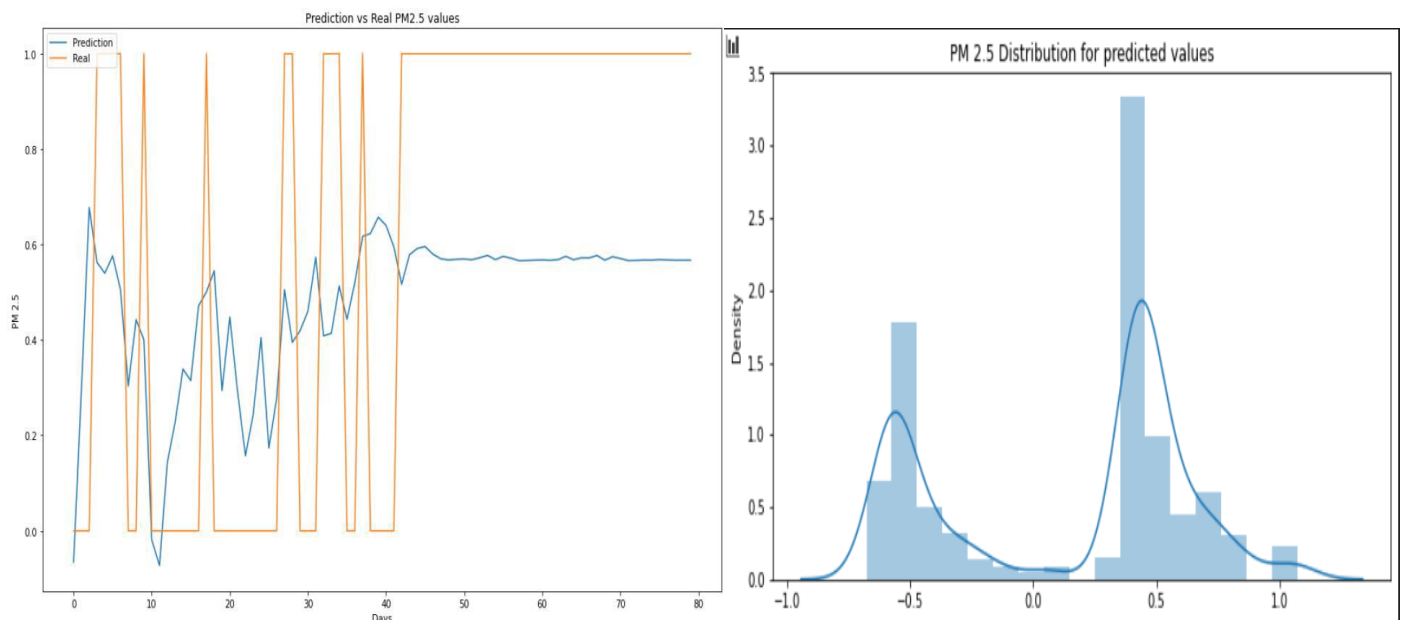 Prediction vs Real PM2.5 values
Prediction
Real
1.0
0.8
0.6
0.4
0.2
0.0
PM 2.5
0 10 20 30 40 50 60 70 80
Days
PM 2.5 Distribution for predicted values
3.5
3.0
2.5
2.0
1.5
1.0
0.5
0.0
Density
−1.0 −0.5 0.0 0.5 1.0